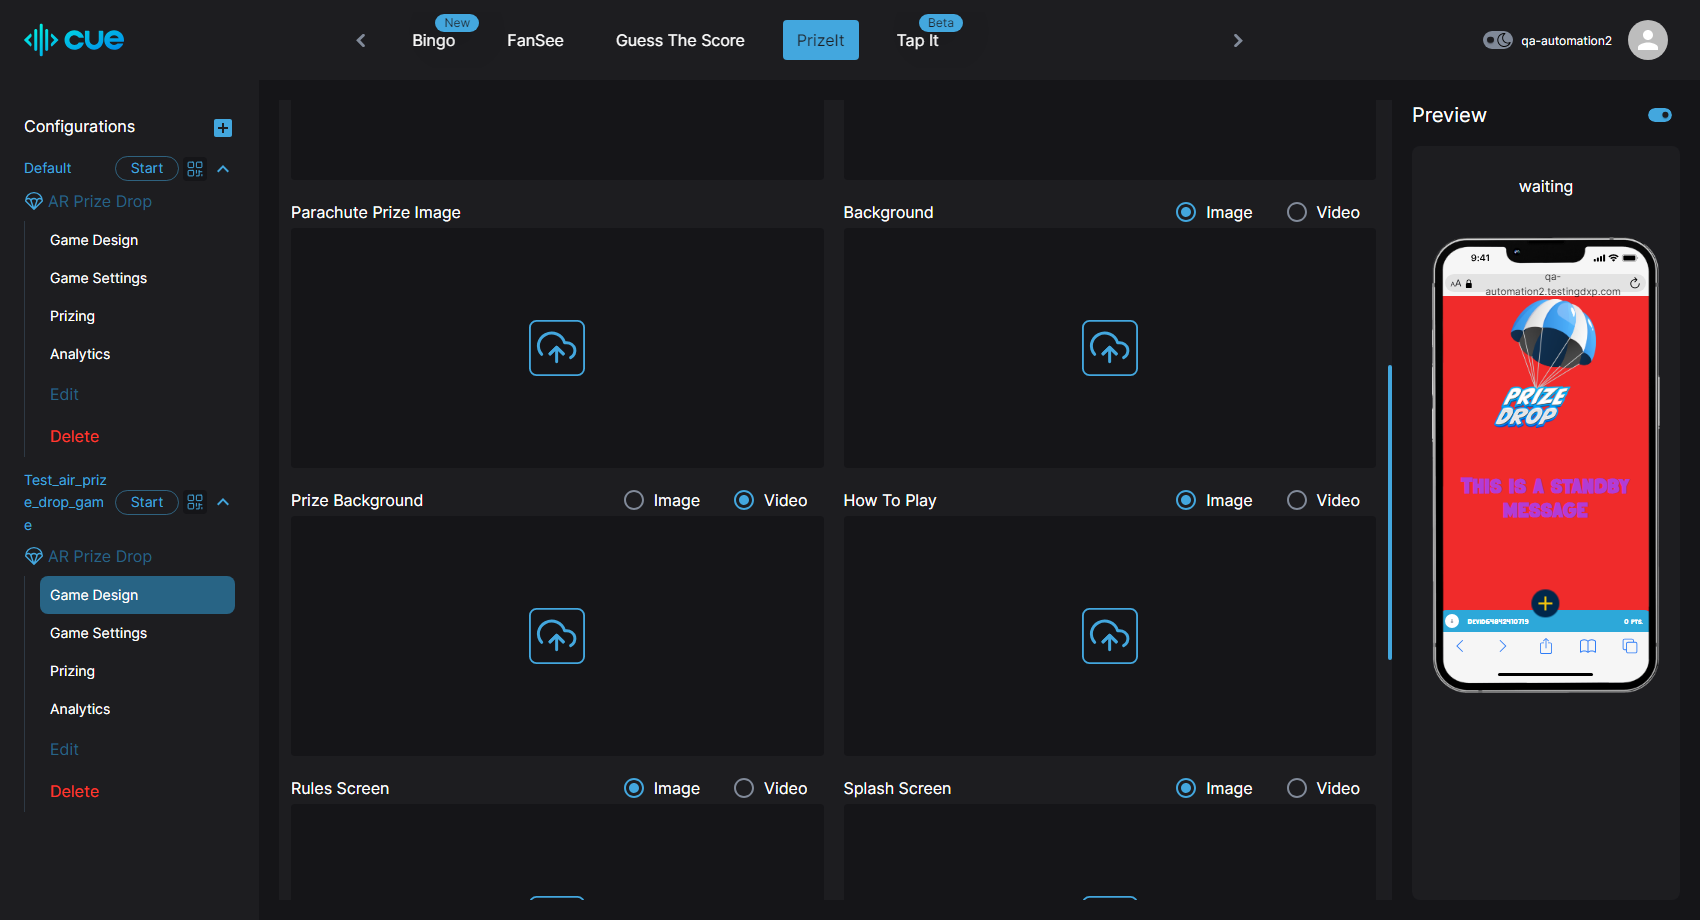 cue
New
Bingo
FanSee
Guess The Score
PrizeIt
Beta
Tap It
qa-automation2
Configurations
Default
Start
AR Prize Drop
Game Design
Game Settings
Prizing
Analytics
Edit
Delete
Test_air_priz
e_drop_gam
e
Start
AR Prize Drop
Game Design
Game Settings
Prizing
Analytics
Edit
Delete
Parachute Prize Image
Background
Image
Video
Prize Background
Image
Video
How To Play
Image
Video
Rules Screen
Image
Video
Splash Screen
Image
Video
Preview
waiting
9:41
AA
qa-
automation2.testingdxp.com
PRIZE
DROP
THIS IS A STANDBY
MESSAGE
0 PTS.